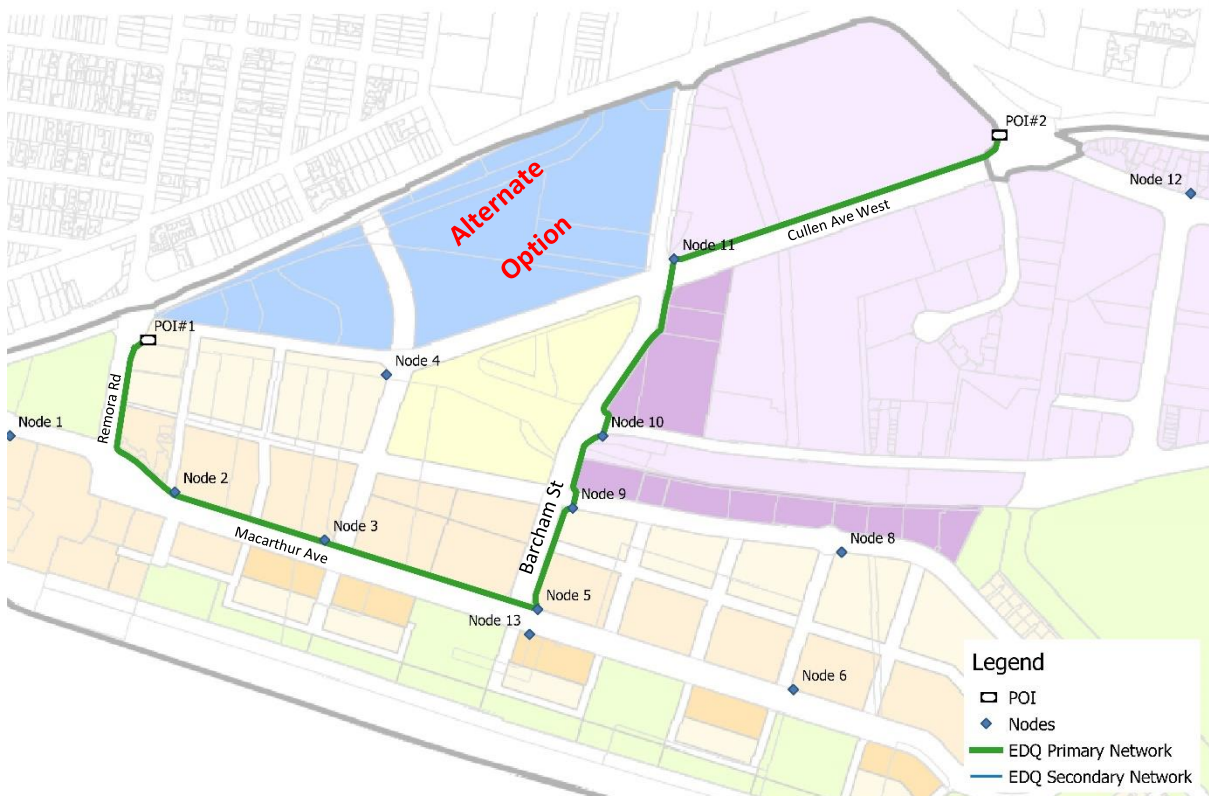 POI#2
Node 12
Alternate
Option
Cullen Ave West
Node 11
POI#1
Node 4
Remora Rd
Node 1
Node 10
Node 2
Node 9
Barcham St
Node 3
Macarthur Ave
Node 8
Node 5
Node 13
Node 6
Legend
POI
Nodes
EDQ Primary Network
EDQ Secondary Network